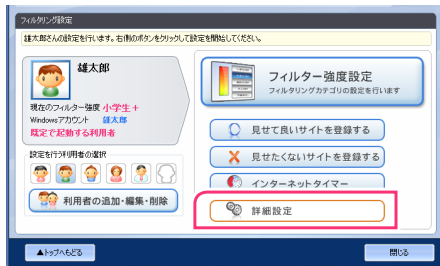 フィルタリング設定
雄太郎さんの設定を行います。右側のボタンをクリックして設定を開始してください。
雄太郎
現在のフィルター強度 小学生＋
Windowsアカウント 雄太郎
既定で起動する利用者
設定を行う利用者の選択
利用者の追加・編集・削除
フィルター強度設定
フィルタリングカテゴリの設定を行います
見せて良いサイトを登録する
見せたくないサイトを登録する
インターネットタイマー
詳細設定
▲トップへもどる
閉じる